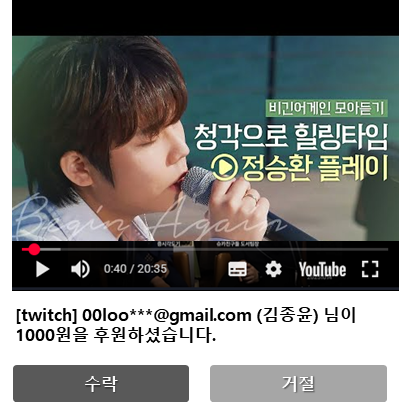 비긴어게인 모아듣기
청각으로 힐링타임
정승환 플레이
Begin Again
0:40 / 20:35
YouTube
[twitch] 00loo***@gmail.com (김종윤) 님이
1000원을 후원하셨습니다.
수락 거절